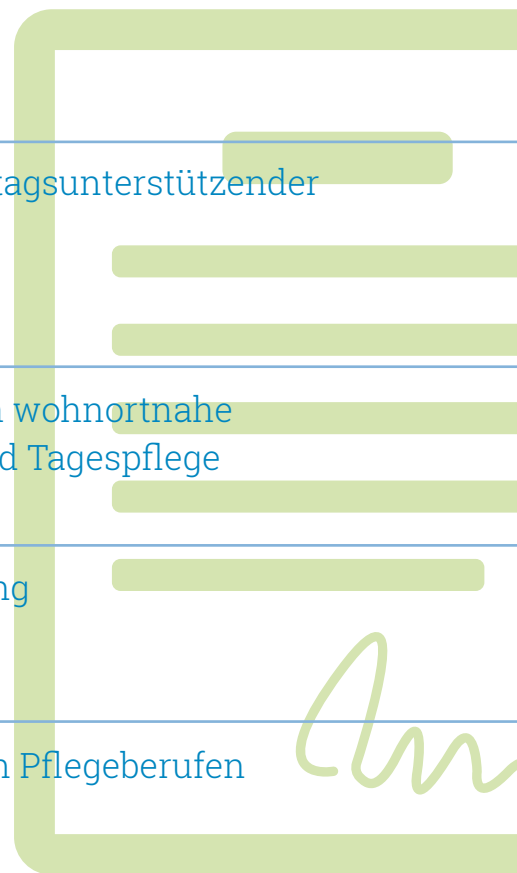 tagsunterstützender
wohnortnahe
d Tagespflege
ng
n Pflegeberufen